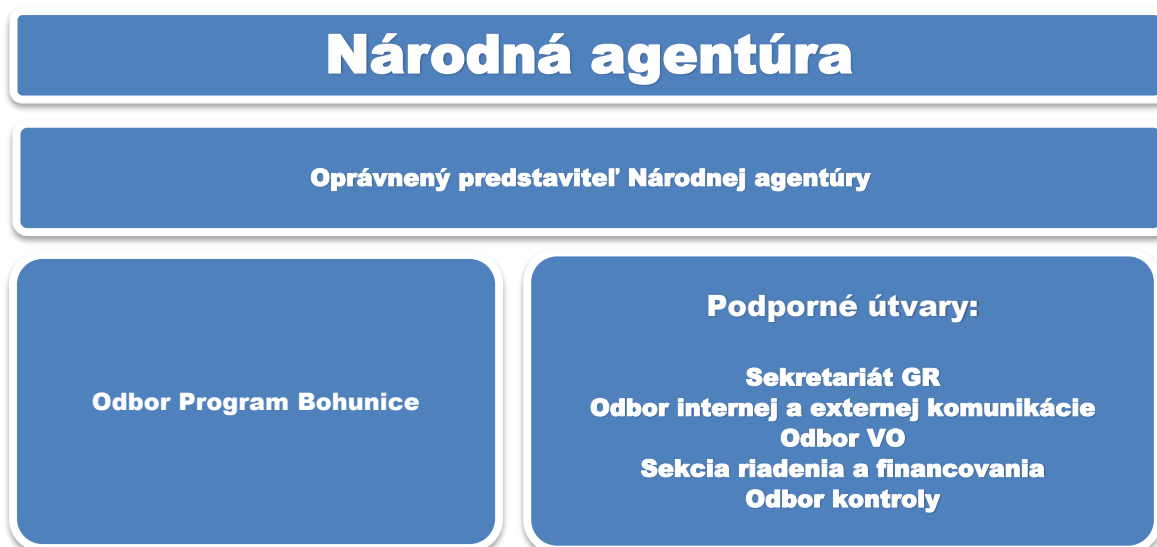 Národná agentúra
Oprávnený predstaviteľ Národnej agentúry
Odbor Program Bohunice
Podporné útvary:
Sekretariát GR
Odbor internej a externej komunikácie
Odbor VO
Sekcia riadenia a financovania
Odbor kontroly